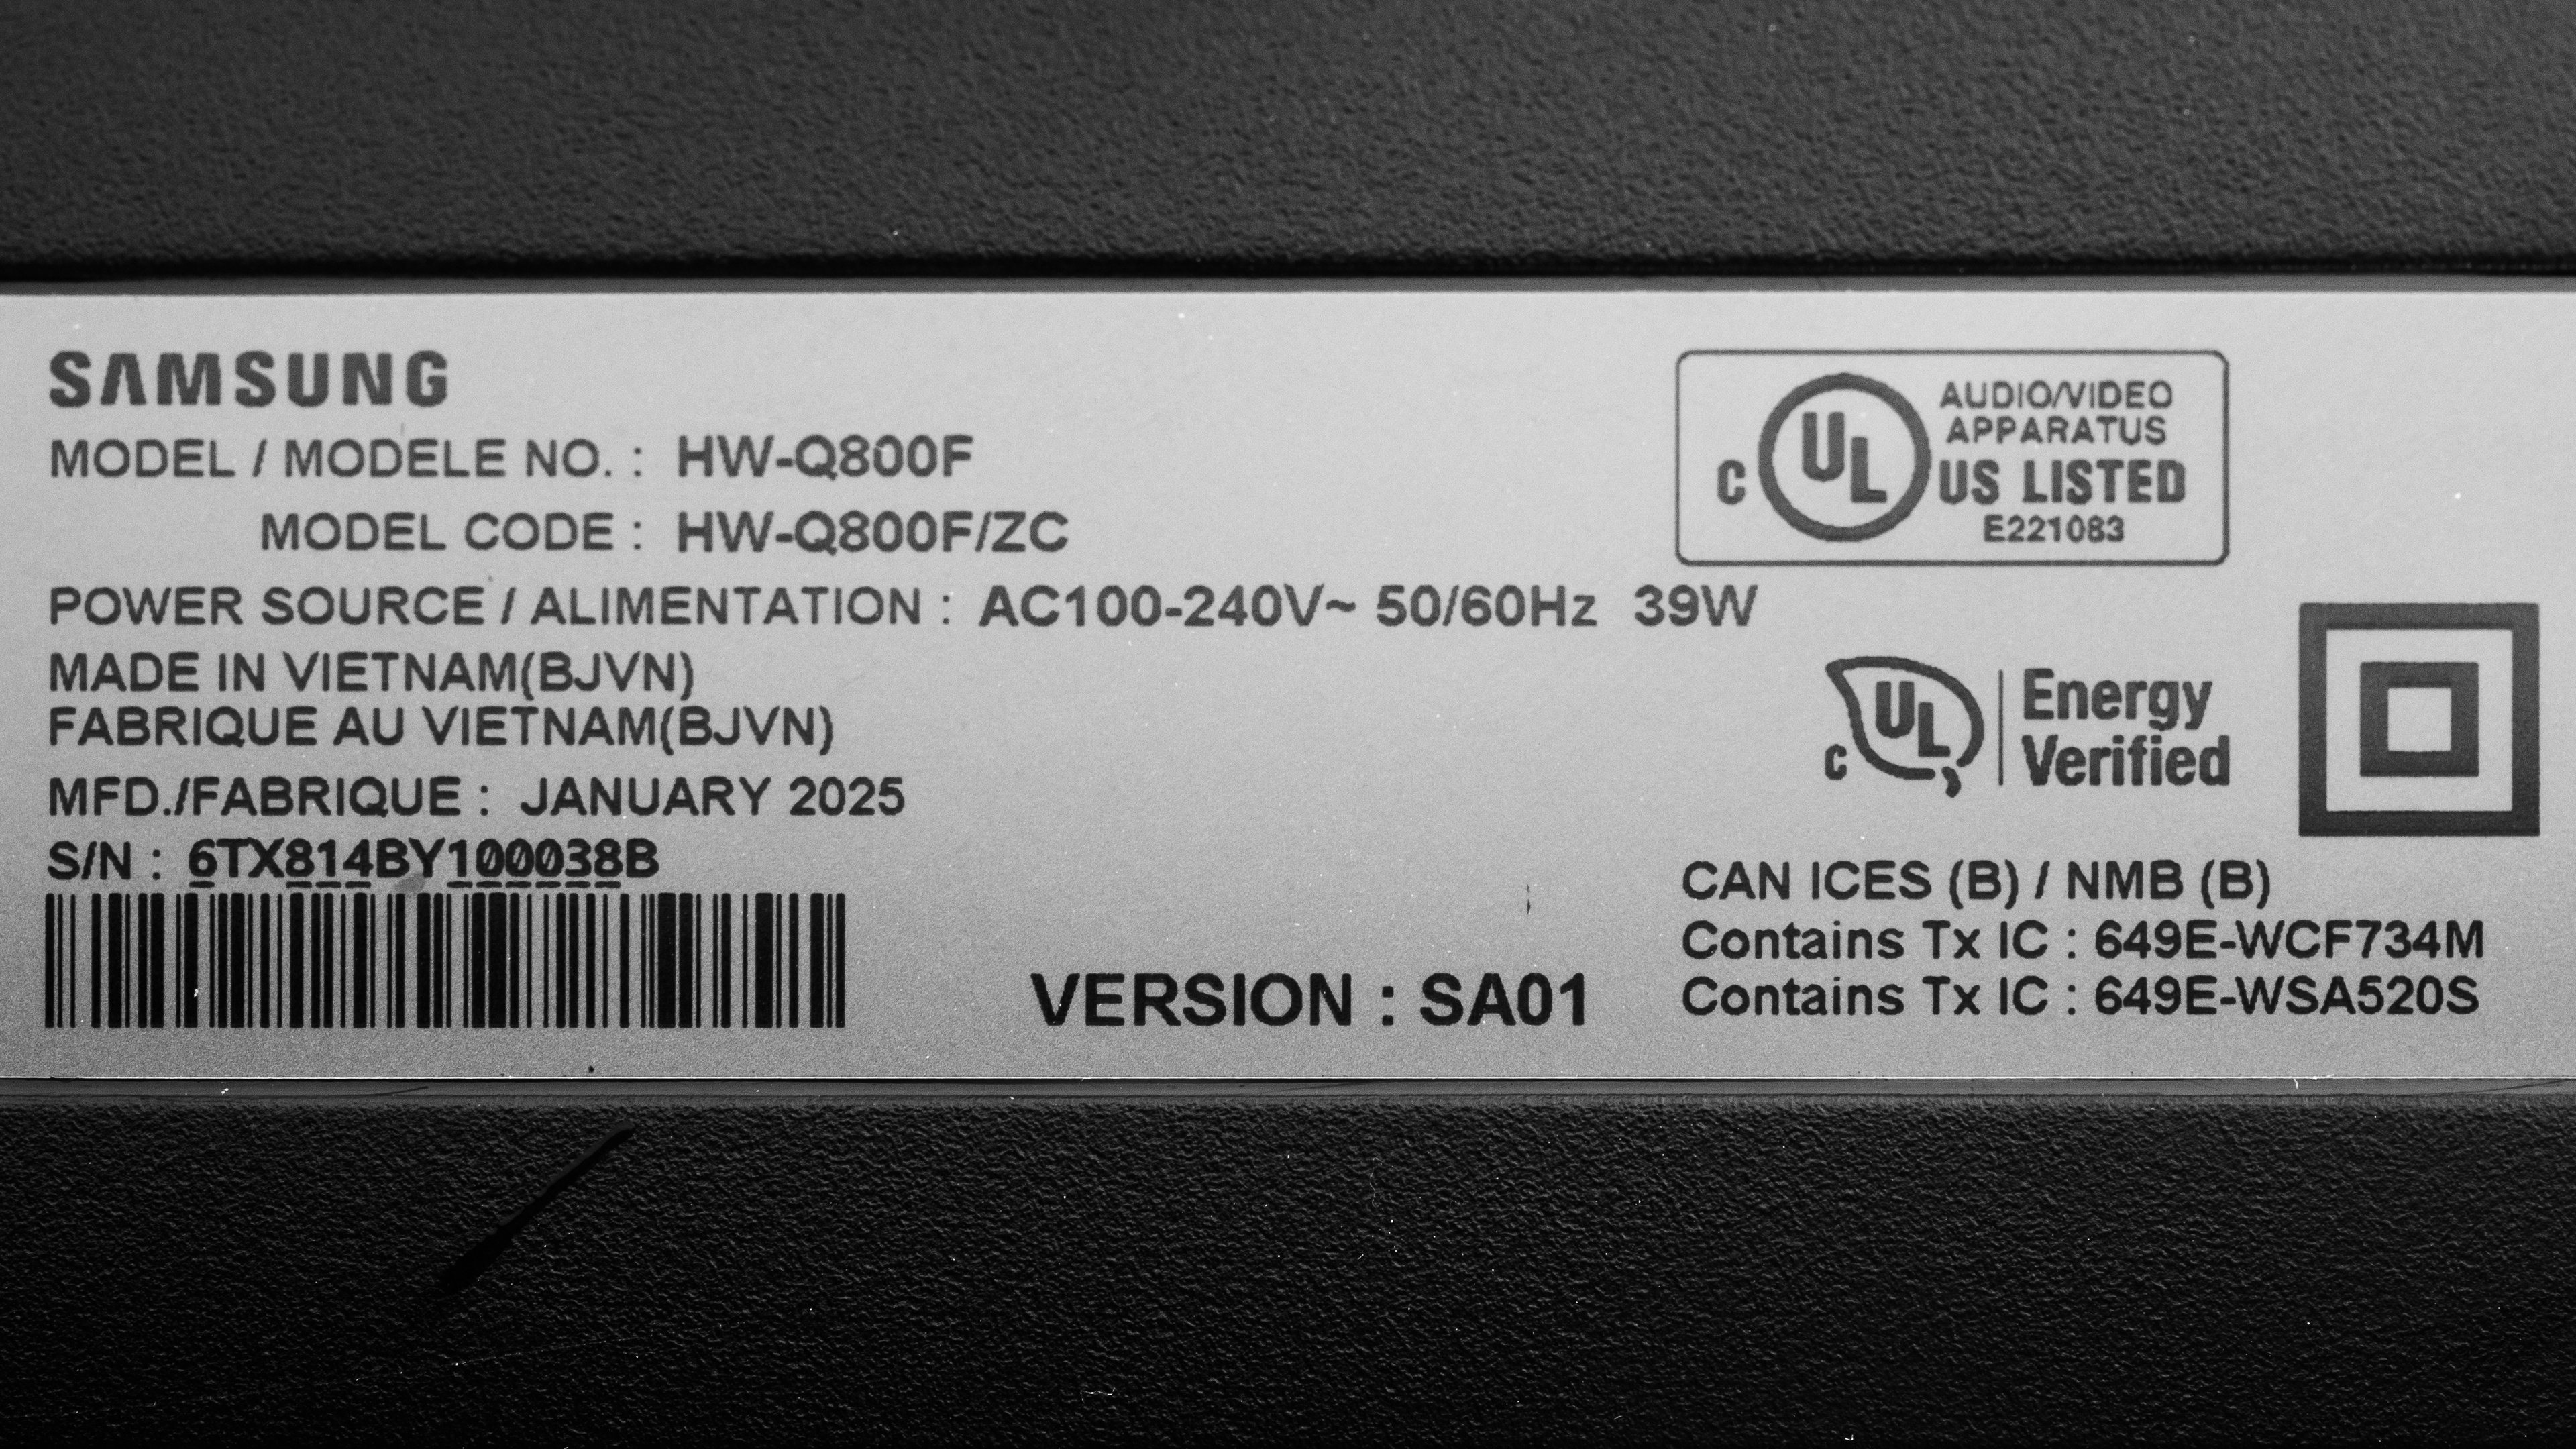 SAMSUNG
MODEL / MODELE NO. : HW-Q800F
MODEL CODE : HW-Q800F/ZC
POWER SOURCE / ALIMENTATION : AC100-240V~ 50/60Hz 39W
MADE IN VIETNAM(BJVN)
FABRIQUE AU VIETNAM(BJVN)
MFD./FABRIQUE : JANUARY 2025
S/N : 6TX814BY100038B
VERSION : SA01
C UL
AUDIO/VIDEO
APPARATUS
US LISTED
E221083
C UL
Energy
Verified
CAN ICES (B) / NMB (B)
Contains Tx IC : 649E-WCF734M
Contains Tx IC : 649E-WSA520S